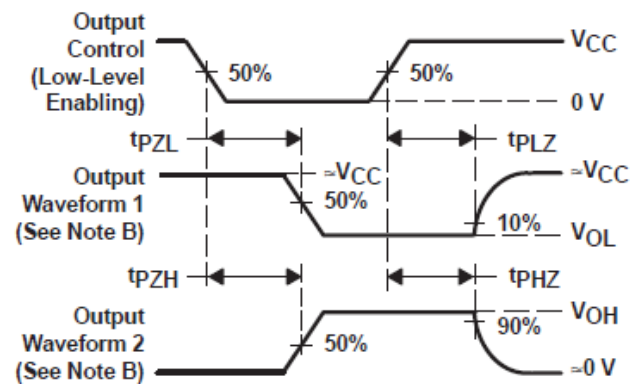 Output
Control
(Low-Level
Enabling)
50%
50%
VCC
0 V
tPZL
tPLZ
Output
Waveform 1
(See Note B)
≈VCC
50%
≈VCC
10%
VOL
tPZH
tPHZ
Output
Waveform 2
(See Note B)
50%
VOH
90%
≈0 V